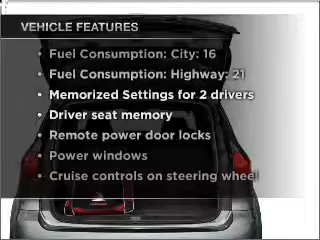 VEHICLE FEATURES
• Fuel Consumption: City: 16
• Fuel Consumption: Highway: 21
• Memorized Settings for 2 drivers
• Driver seat memory
• Remote power door locks
• Power windows
• Cruise controls on steering wheel